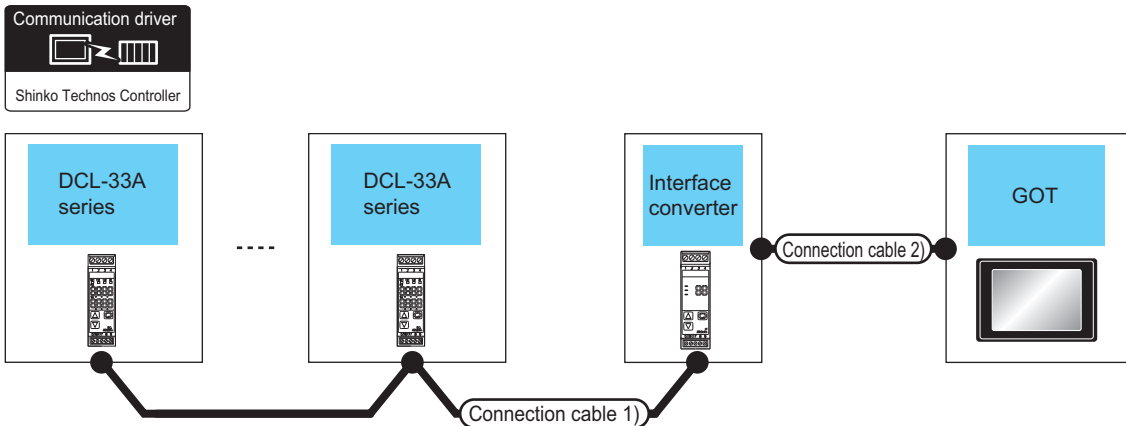 Communication driver
Shinko Technos Controller
DCL-33A
series
DCL-33A
series
Interface
converter
GOT
Connection cable 2)
Connection cable 1)